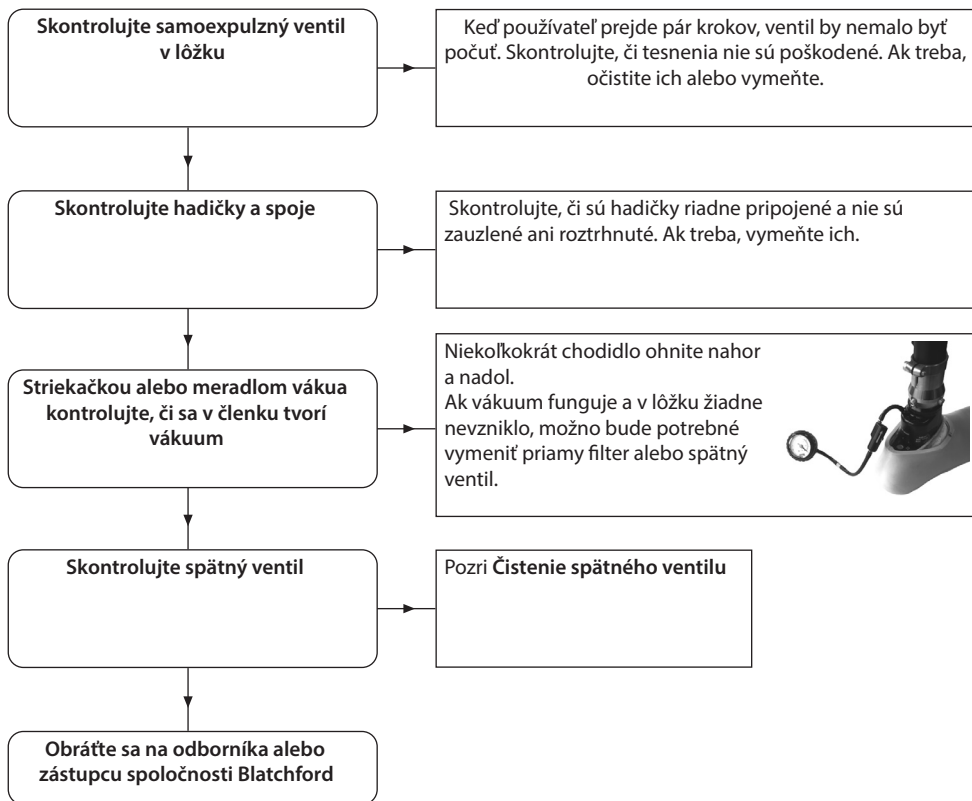 Skontrolujte samoexpulzný ventil
v lôžku
Keď používateľ prejde pár krokov, ventil by nemalo byť
počuť. Skontrolujte, či tesnenia nie sú poškodené. Ak treba,
očistite ich alebo vymeňte.
Skontrolujte hadičky a spoje
Skontrolujte, či sú hadičky riadne pripojené a nie sú
zauzlené ani roztrhnuté. Ak treba, vymeňte ich.
Striekačkou alebo meradlom vákua
kontrolujte, či sa v členku tvorí
vákuum
Niekoľkokrát chodidlo ohnite nahor
a nadol.
Ak vákuum funguje a v lôžku žiadne
nevzniklo, možno bude potrebné
vymeniť priamy filter alebo spätný
ventil.
Skontrolujte spätný ventil
Pozri Čistenie spätného ventilu
Obráťte sa na odborníka alebo
zástupcu spoločnosti Blatchford